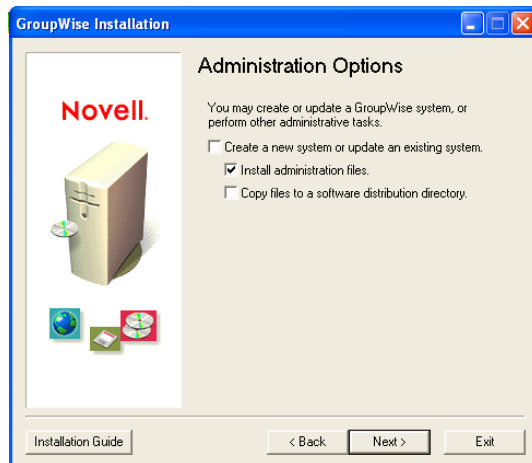 GroupWise Installation
Novell.
Administration Options
You may create or update a GroupWise system, or
perform other administrative tasks.
Create a new system or update an existing system.
Install administration files.
Copy files to a software distribution directory.
Installation Guide
< Back
Next >
Exit